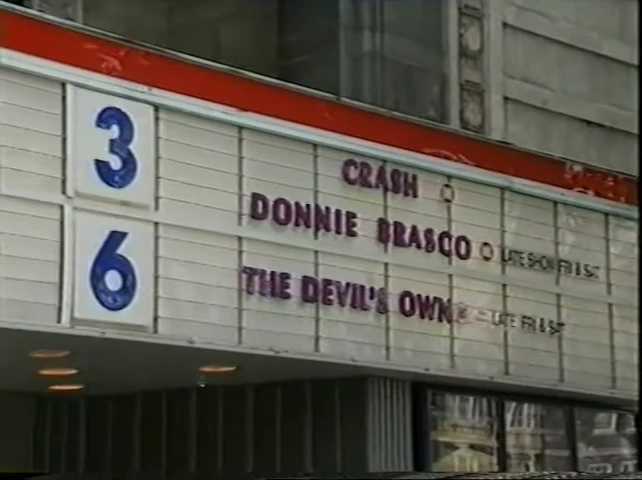 3
CRASH
DONNIE BRASCO LATE SHOW FRI & SAT
6
THE DEVIL'S OWN LATE FRI & SAT